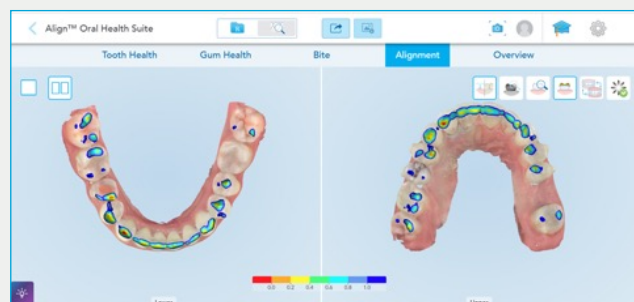 Align™ Oral Health Suite
Tooth Health Gum Health Bite Alignment Overview
0.0 0.2 0.4 0.6 0.8 1.0